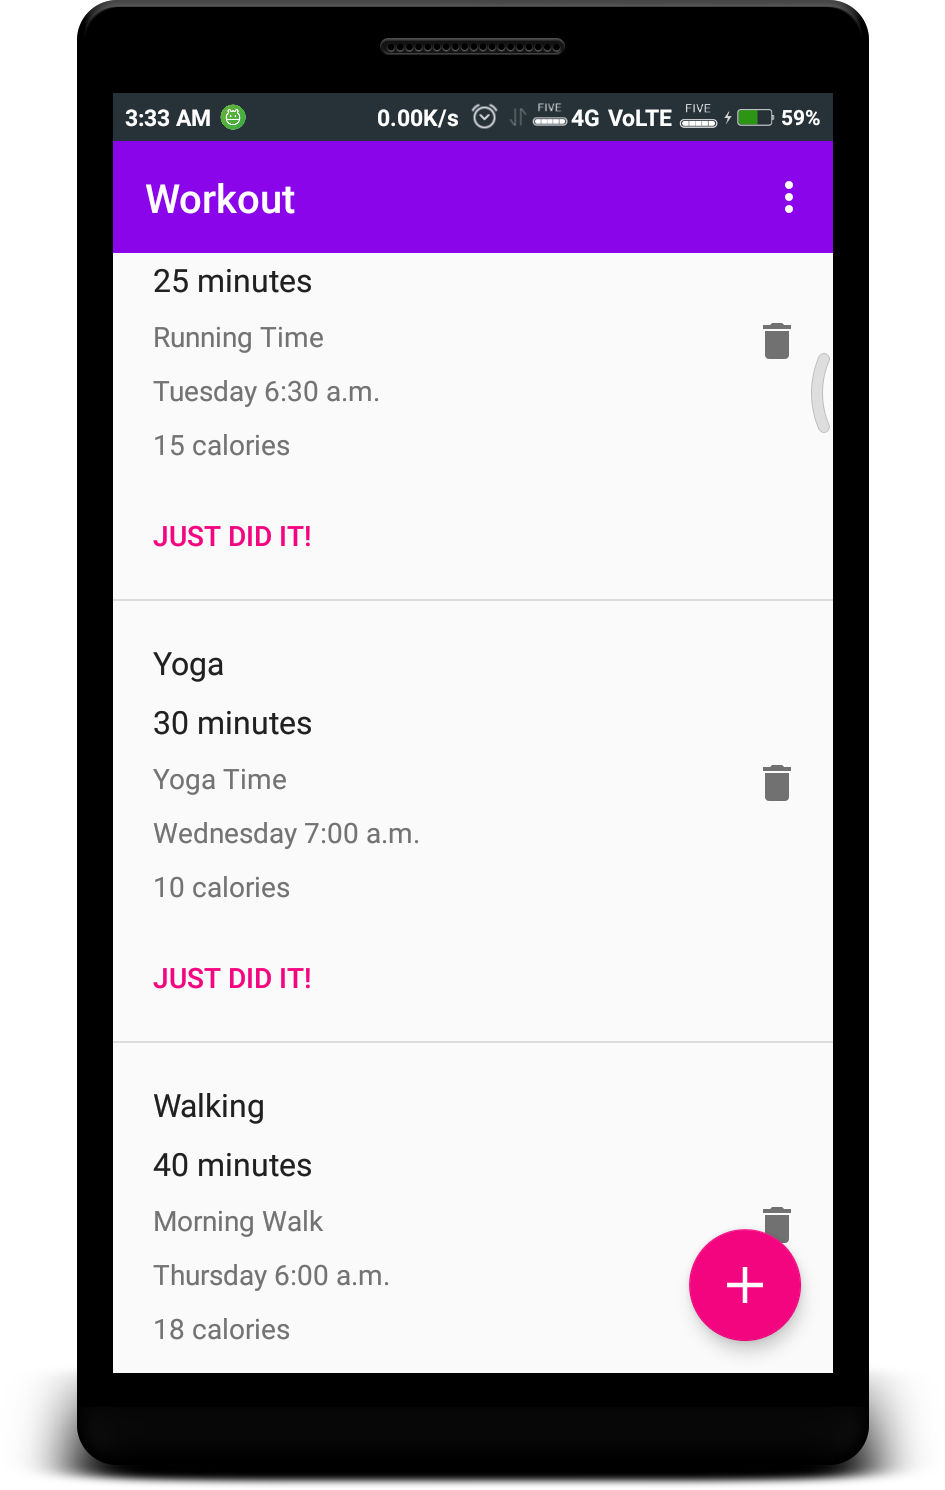 3:33 AM 0.00K/s FIVE 4G VoLTE FIVE 59%
Workout
25 minutes
Running Time
Tuesday 6:30 a.m.
15 calories
JUST DID IT!
Yoga
30 minutes
Yoga Time
Wednesday 7:00 a.m.
10 calories
JUST DID IT!
Walking
40 minutes
Morning Walk
Thursday 6:00 a.m.
18 calories